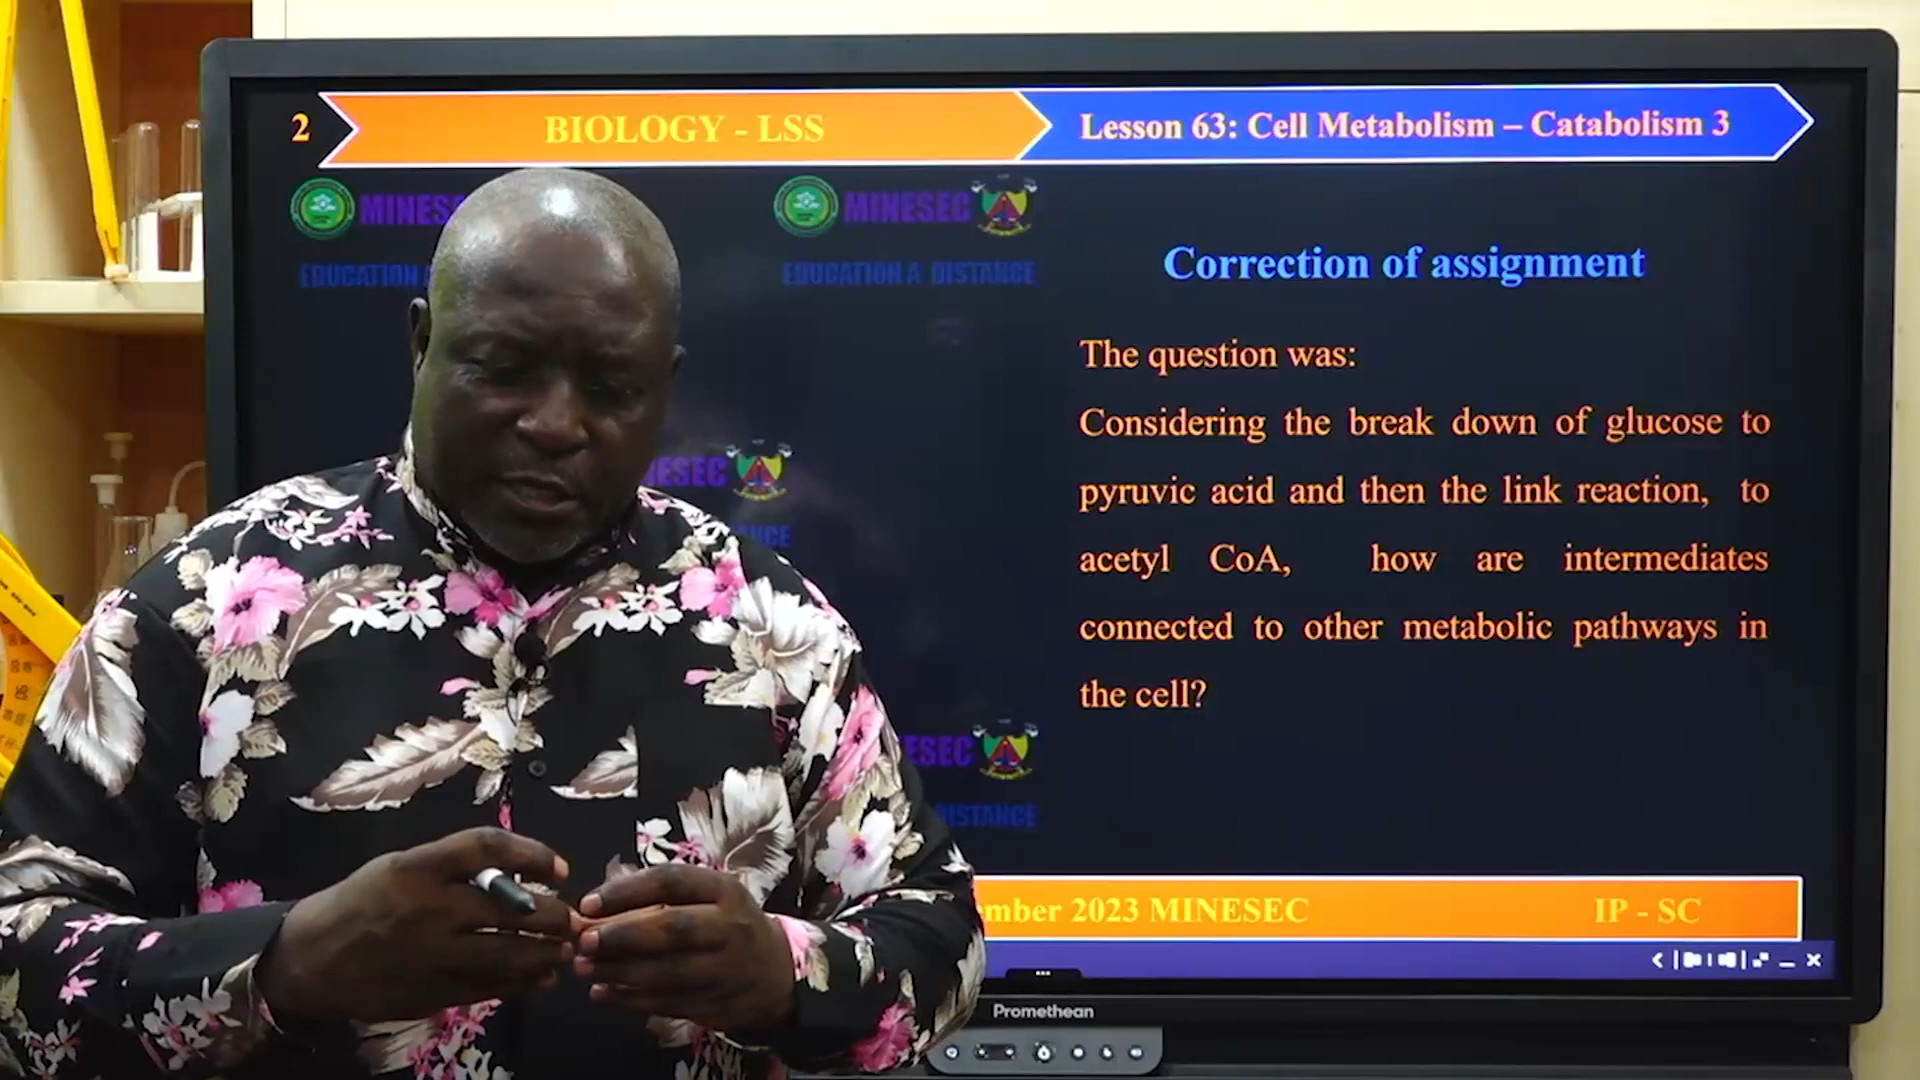 2
BIOLOGY - LSS
Lesson 63: Cell Metabolism – Catabolism 3
MINESEC
EDUCATION A DISTANCE
Correction of assignment
The question was:
Considering the break down of glucose to
pyruvic acid and then the link reaction, to
acetyl CoA, how are intermediates
connected to other metabolic pathways in
the cell?
2023 MINESEC
IP - SC
Promethean